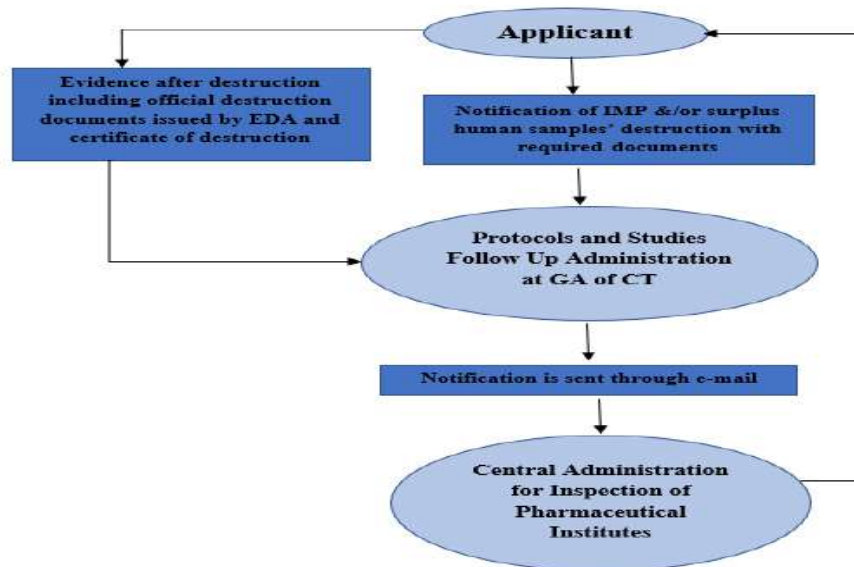 Applicant
Evidence after destruction
including official destruction
documents issued by EDA and
certificate of destruction
Notification of IMP &/or surplus
human samples' destruction with
required documents
Protocols and Studies
Follow Up Administration
at GA of CT
Notification is sent through e-mail
Central Administration
for Inspection of
Pharmaceutical
Institutes